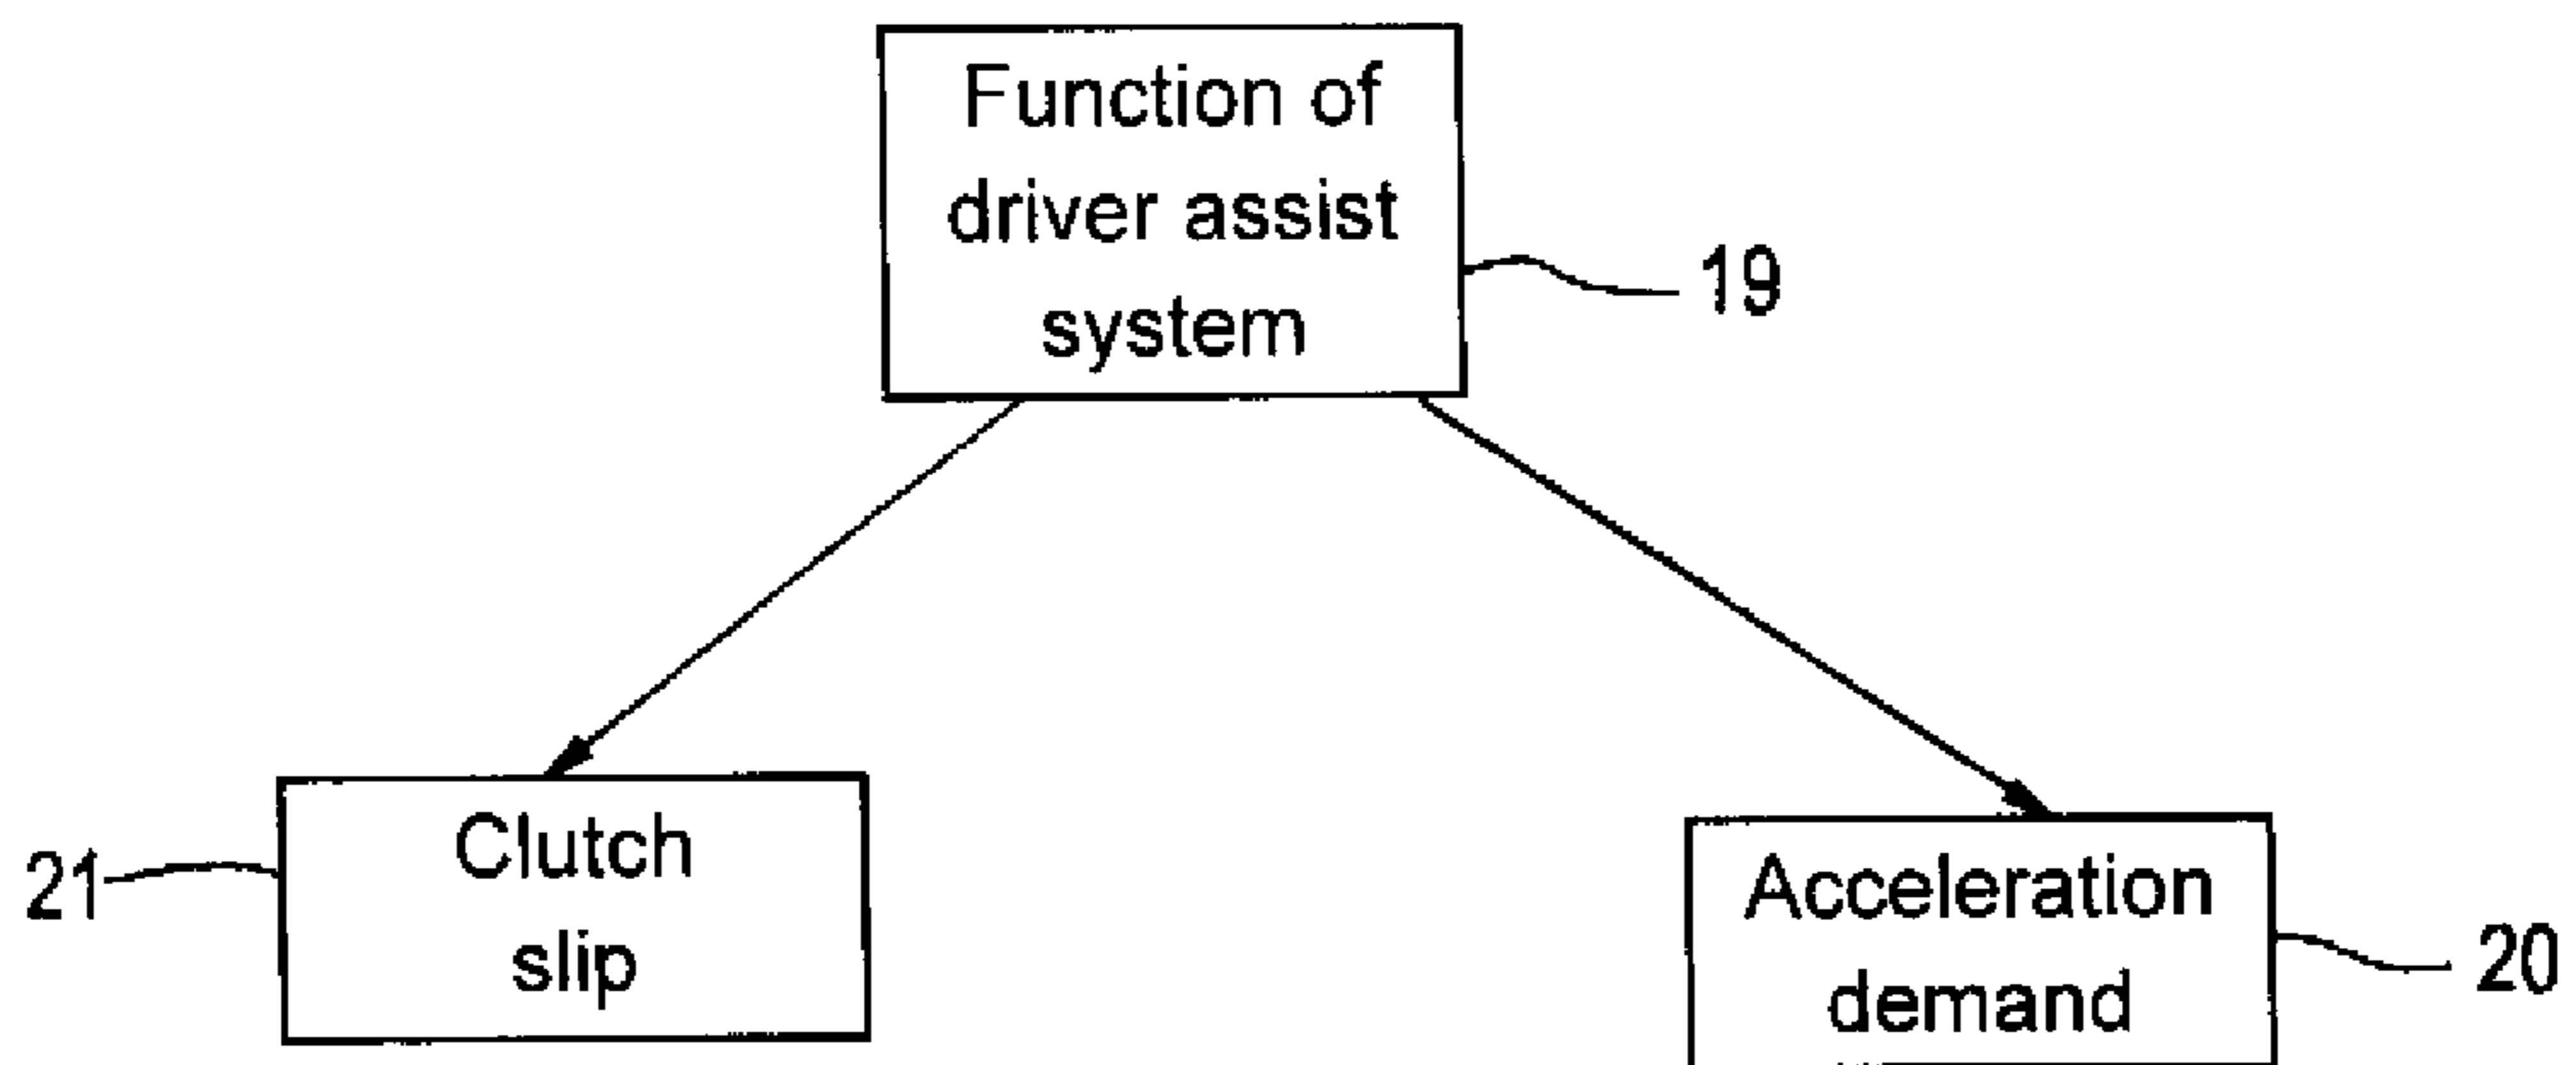 Function of
driver assist
system
19
Clutch
slip
21
Acceleration
demand
20